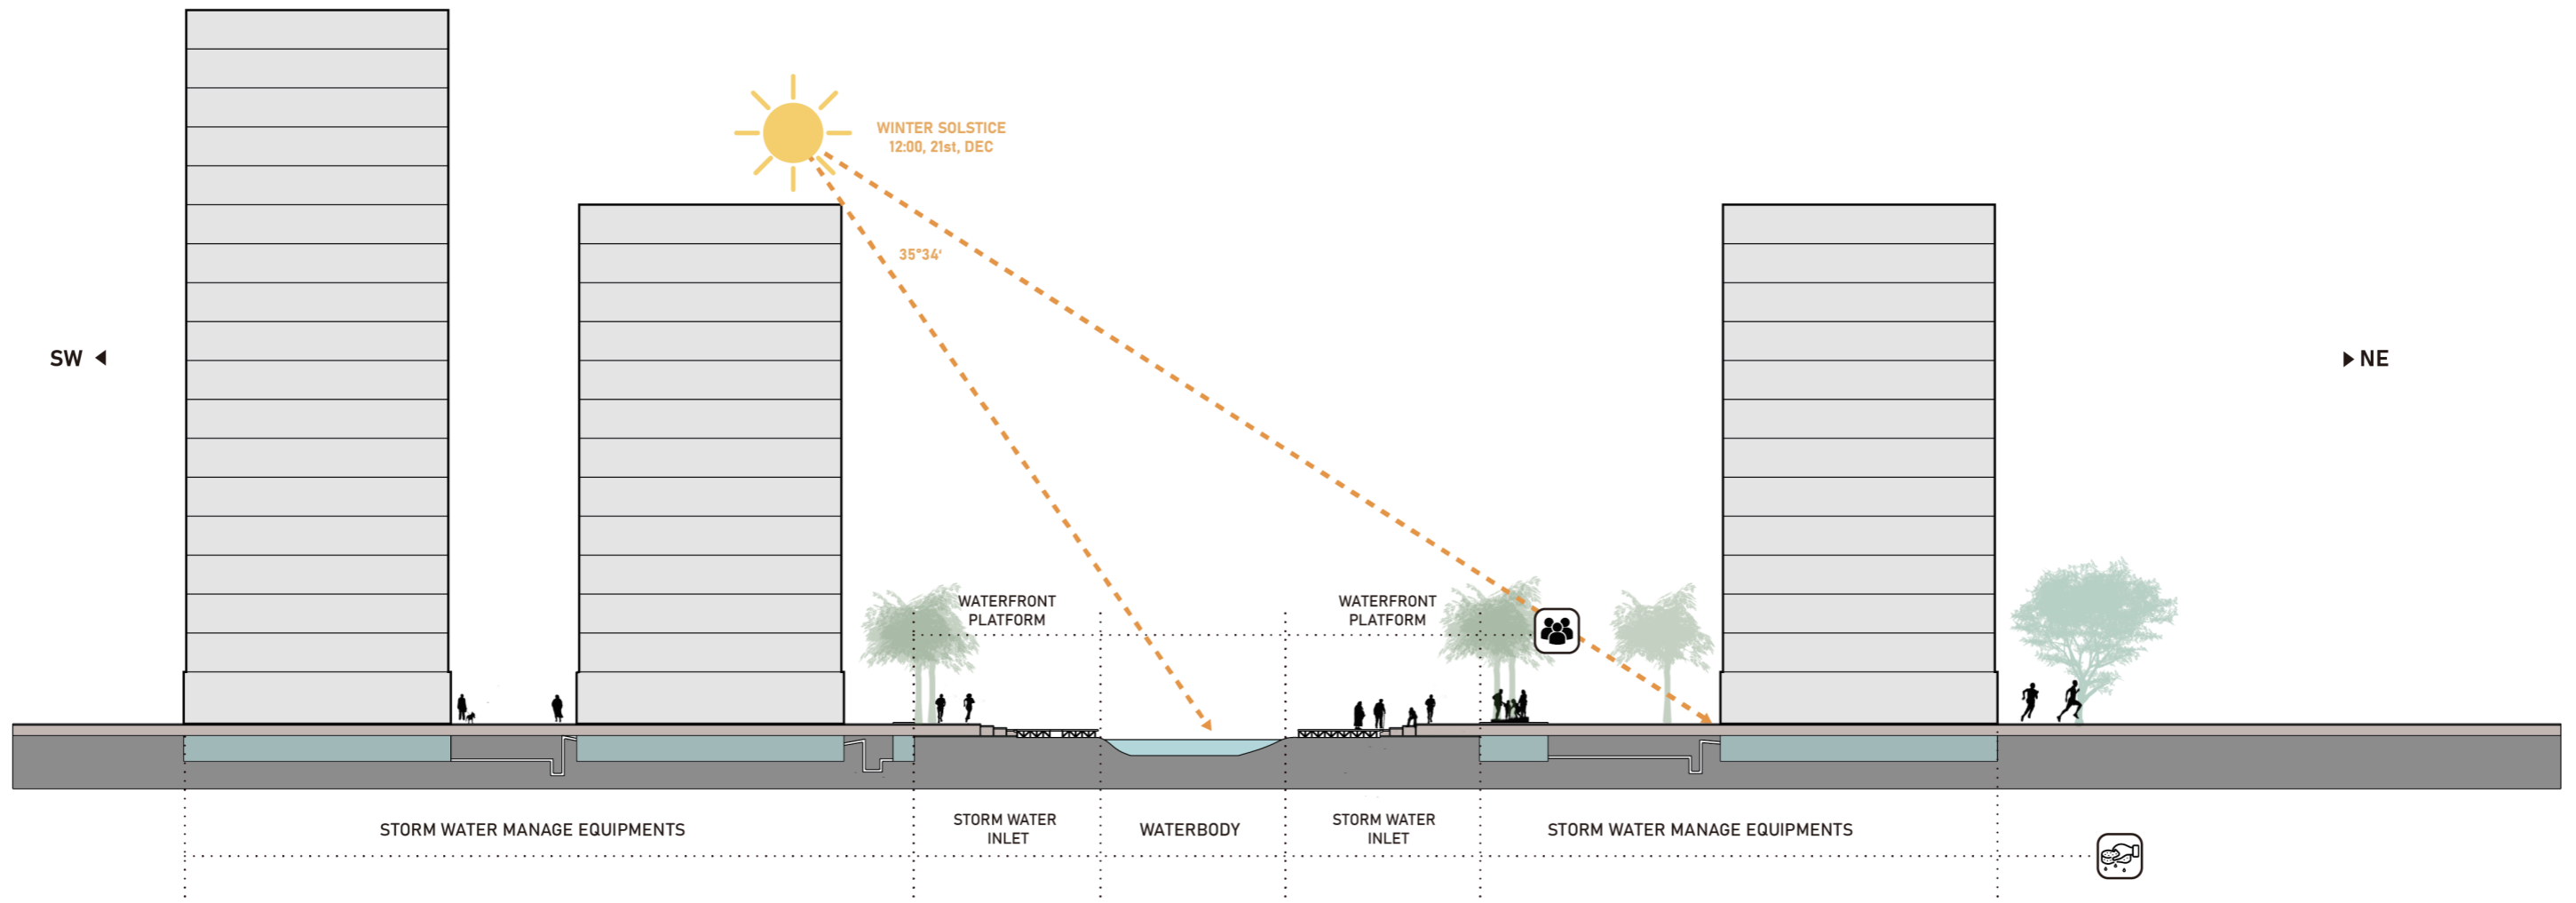 WINTER SOLSTICE
12:00, 21st, DEC
35°34'
SW
NE
WATERFRONT
PLATFORM
WATERFRONT
PLATFORM
STORM WATER MANAGE EQUIPMENTS
STORM WATER
INLET
WATERBODY
STORM WATER
INLET
STORM WATER MANAGE EQUIPMENTS